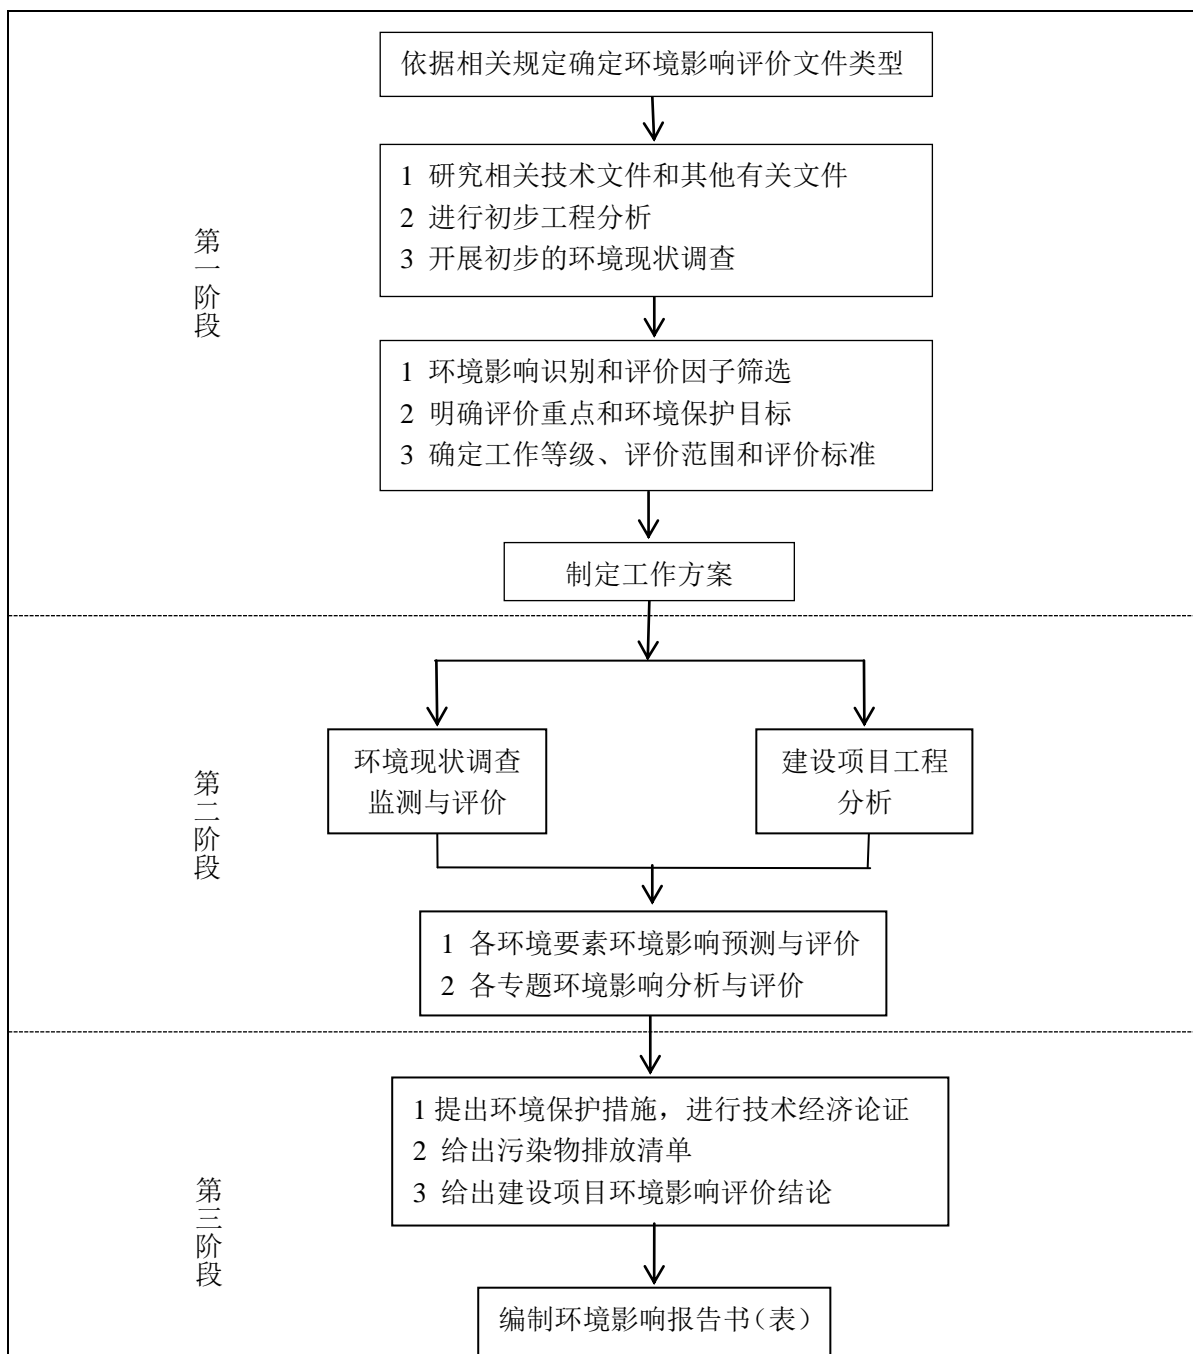 依据相关规定确定环境影响评价文件类型
1 研究相关技术文件和其他有关文件
2 进行初步工程分析
3 开展初步的环境现状调查
第一阶段
1 环境影响识别和评价因子筛选
2 明确评价重点和环境保护目标
3 确定工作等级、评价范围和评价标准
制定工作方案
环境现状调查
监测与评价
建设项目工程
分析
第二阶段
1 各环境要素环境影响预测与评价
2 各专题环境影响分析与评价
1 提出环境保护措施，进行技术经济论证
2 给出污染物排放清单
3 给出建设项目环境影响评价结论
第三阶段
编制环境影响报告书（表）